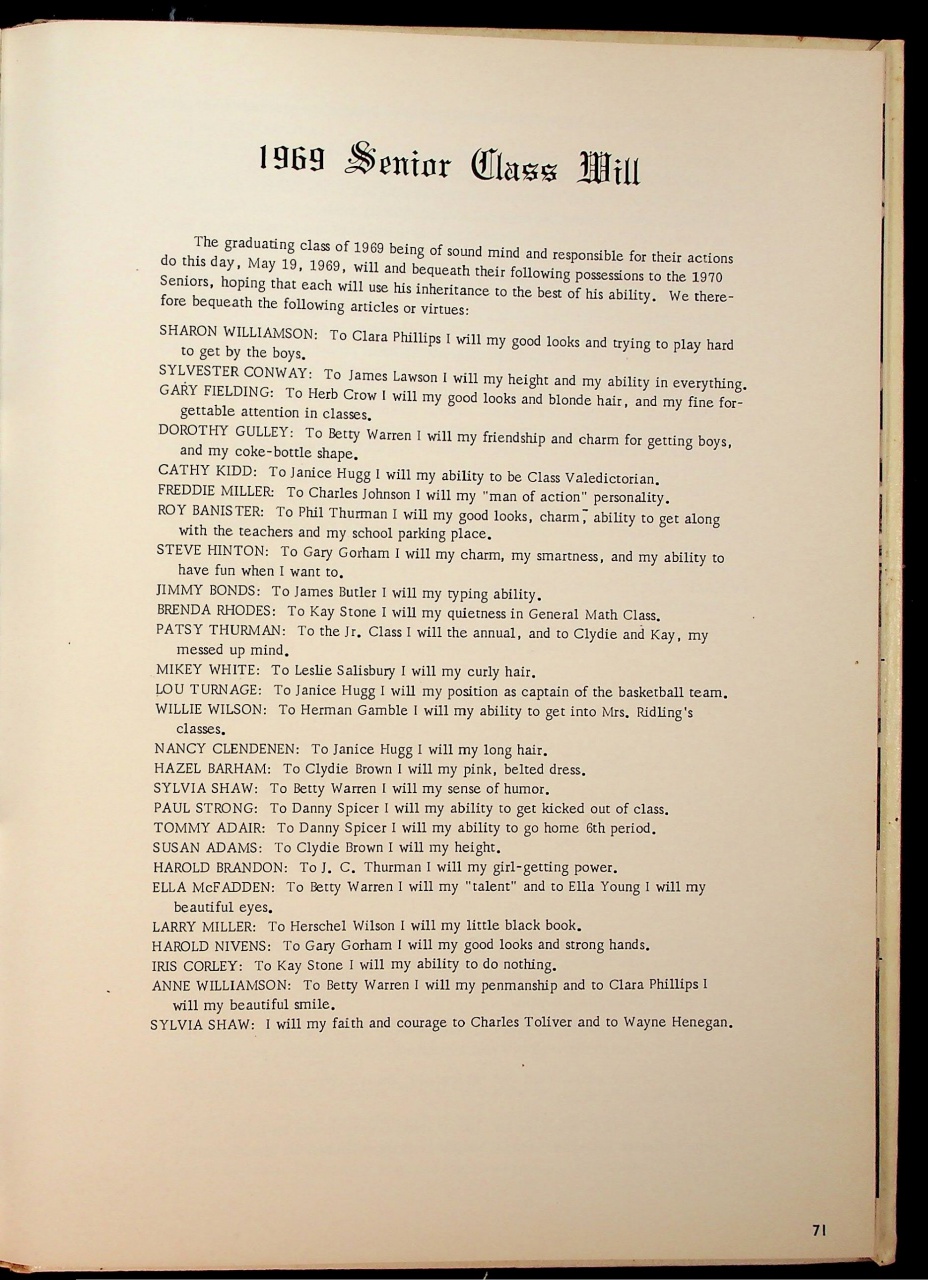 1969 Senior Class Will
The graduating class of 1969 being of sound mind and responsible for their actions
do this day, May 19, 1969, will and bequeath their following possessions to the 1970
Seniors, hoping that each will use his inheritance to the best of his ability. We there-
fore bequeath the following articles or virtues:
SHARON WILLIAMSON: To Clara Phillips I will my good looks and trying to play hard
to get by the boys.
SYLVESTER CONWAY: To James Lawson I will my height and my ability in everything.
GARY FIELDING: To Herb Crow I will my good looks and blonde hair, and my fine for-
gettable attention in classes.
DOROTHY GULLEY: To Betty Warren I will my friendship and charm for getting boys,
and my coke-bottle shape.
CATHY KIDD: To Janice Hugg I will my ability to be Class Valedictorian.
FREDDIE MILLER: To Charles Johnson I will my "man of action" personality.
ROY BANISTER: To Phil Thurman I will my good looks, charm, ability to get along
with the teachers and my school parking place.
STEVE HINTON: To Gary Gorham I will my charm, my smartness, and my ability to
have fun when I want to.
JIMMY BONDS: To James Butler I will my typing ability.
BRENDA RHODES: To Kay Stone I will my quietness in General Math Class.
PATSY THURMAN: To the Jr. Class I will the annual, and to Clydie and Kay, my
messed up mind.
MIKEY WHITE: To Leslie Salisbury I will my curly hair.
LOU TURNAGE: To Janice Hugg I will my position as captain of the basketball team.
WILLIE WILSON: To Herman Gamble I will my ability to get into Mrs. Ridling's
classes.
NANCY CLENDENEN: To Janice Hugg I will my long hair.
HAZEL BARHAM: To Clydie Brown I will my pink, belted dress.
SYLVIA SHAW: To Betty Warren I will my sense of humor.
PAUL STRONG: To Danny Spicer I will my ability to get kicked out of class.
TOMMY ADAIR: To Danny Spicer I will my ability to go home 6th period.
SUSAN ADAMS: To Clydie Brown I will my height.
HAROLD BRANDON: To J. C. Thurman I will my girl-getting power.
ELLA McFADDEN: To Betty Warren I will my "talent" and to Ella Young I will my
beautiful eyes.
LARRY MILLER: To Herschel Wilson I will my little black book.
HAROLD NIVENS: To Gary Gorham I will my good looks and strong hands.
IRIS CORLEY: To Kay Stone I will my ability to do nothing.
ANNE WILLIAMSON: To Betty Warren I will my penmanship and to Clara Phillips I
will my beautiful smile.
SYLVIA SHAW: I will my faith and courage to Charles Toliver and to Wayne Henegan.
71